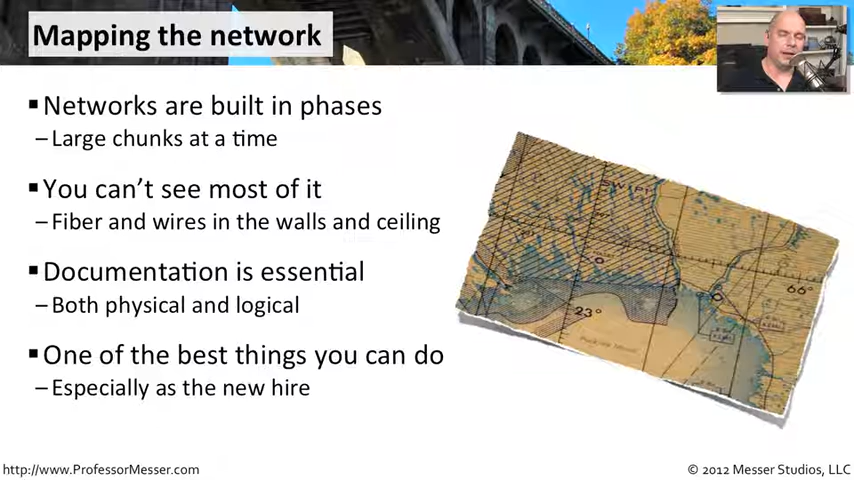 Mapping the network
▪Networks are built in phases
–Large chunks at a time
▪You can't see most of it
–Fiber and wires in the walls and ceiling
▪Documentation is essential
–Both physical and logical
▪One of the best things you can do
–Especially as the new hire
66°
23°
http://www.ProfessorMesser.com
© 2012 Messer Studios, LLC